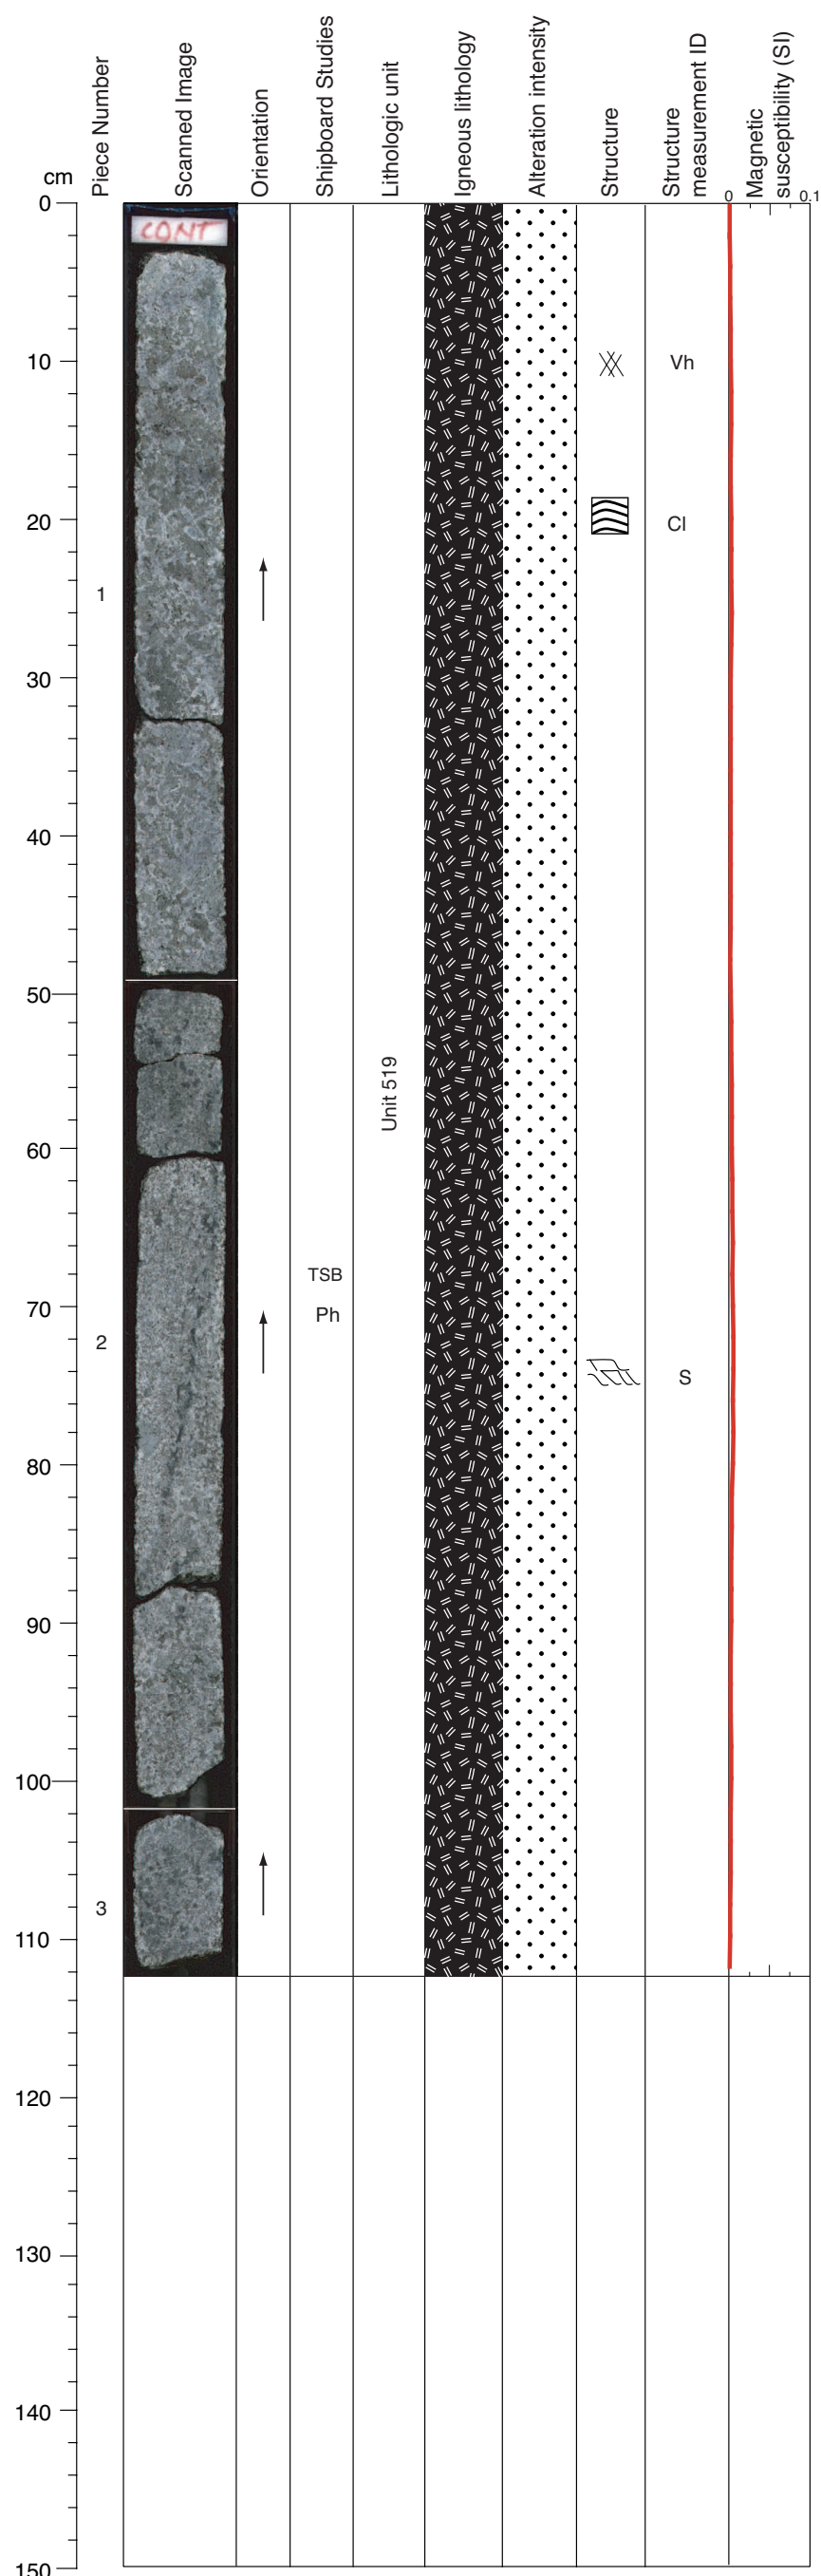 cm
Piece Number
Scanned Image
Orientation
Shipboard Studies
Lithologic unit
Igneous lithology
Alteration intensity
Structure
Structure
measurement ID
Magnetic
susceptibility (SI)
0
0.1
0
CONT
10
Vh
20
Cl
1
30
40
50
Unit 519
60
TSB
70
Ph
2
S
80
90
100
3
110
120
130
140
150